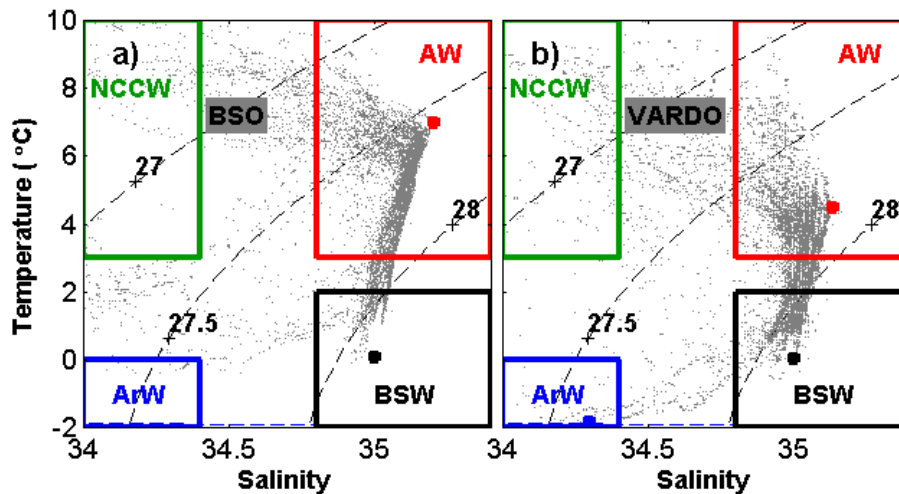 10
8
6
4
2
0
-2
Temperature ( °C)
a)
NCCW
BSO
AW
27
28
27.5
ArW
BSW
34
34.5
35
Salinity
b)
NCCW
VARDO
AW
27
28
27.5
ArW
BSW
34
34.5
35
Salinity